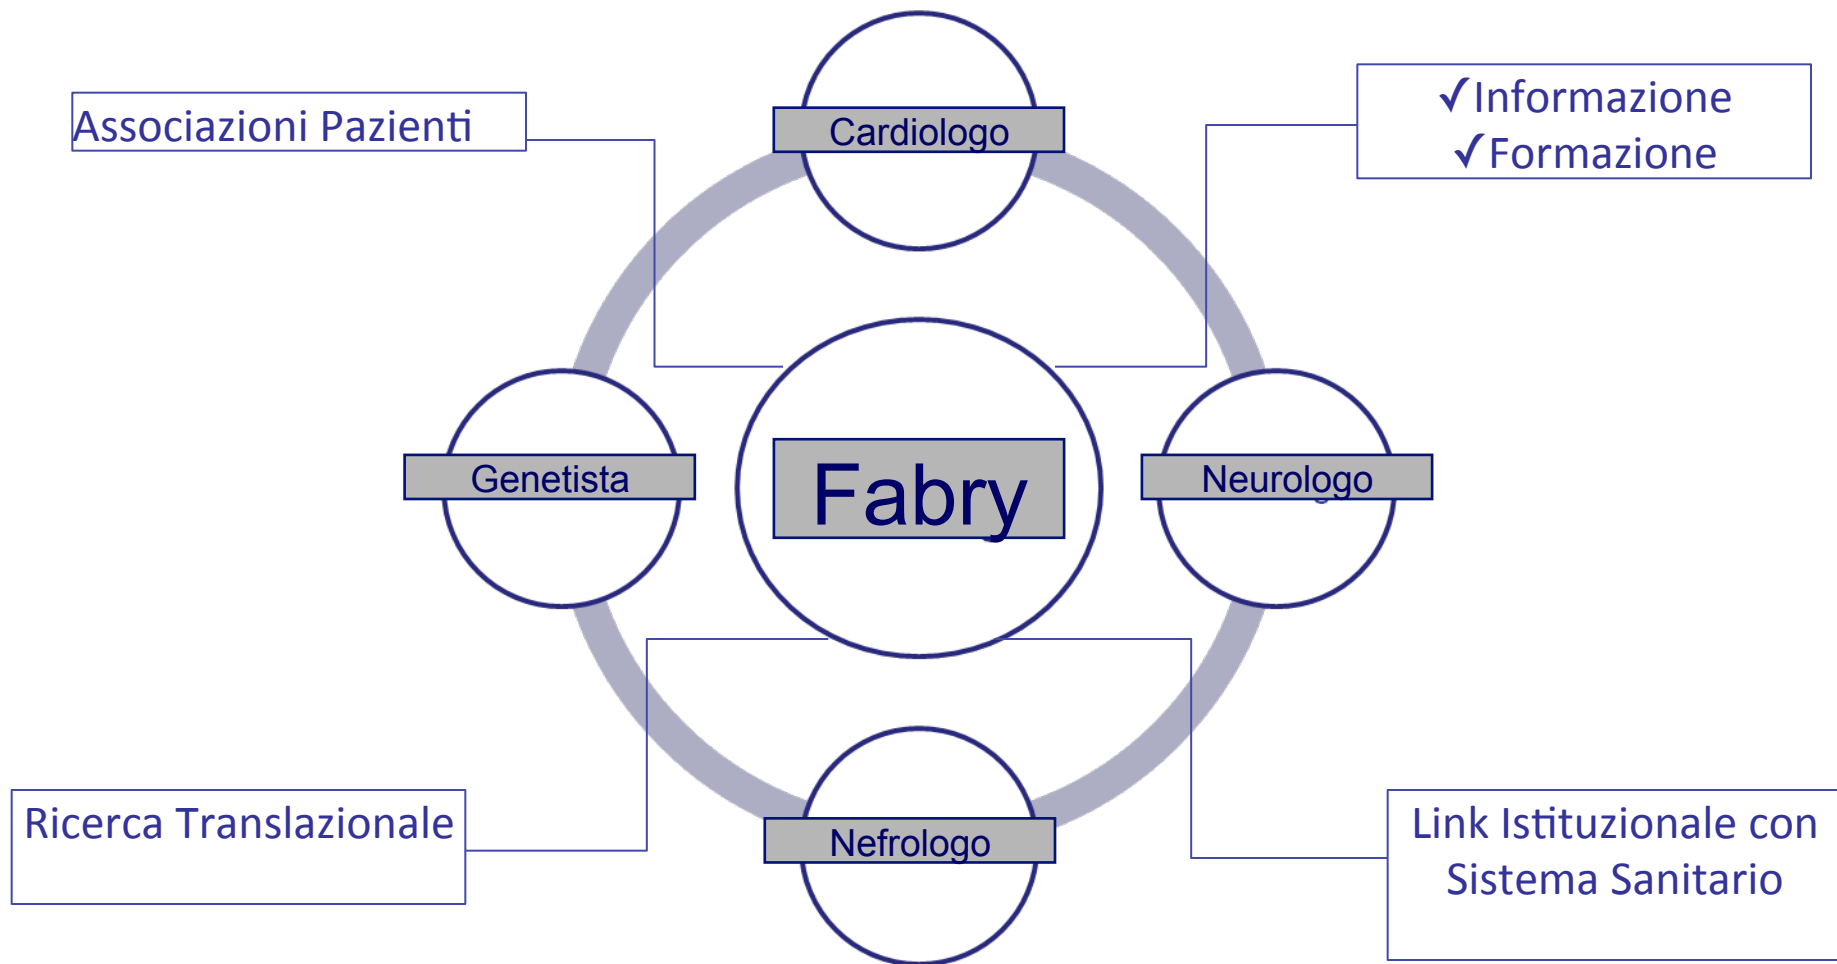 Associazioni Pazienti
Cardiologo
✓Informazione
✓Formazione
Genetista
Fabry
Neurologo
Ricerca Translazionale
Nefrologo
Link Istituzionale con
Sistema Sanitario